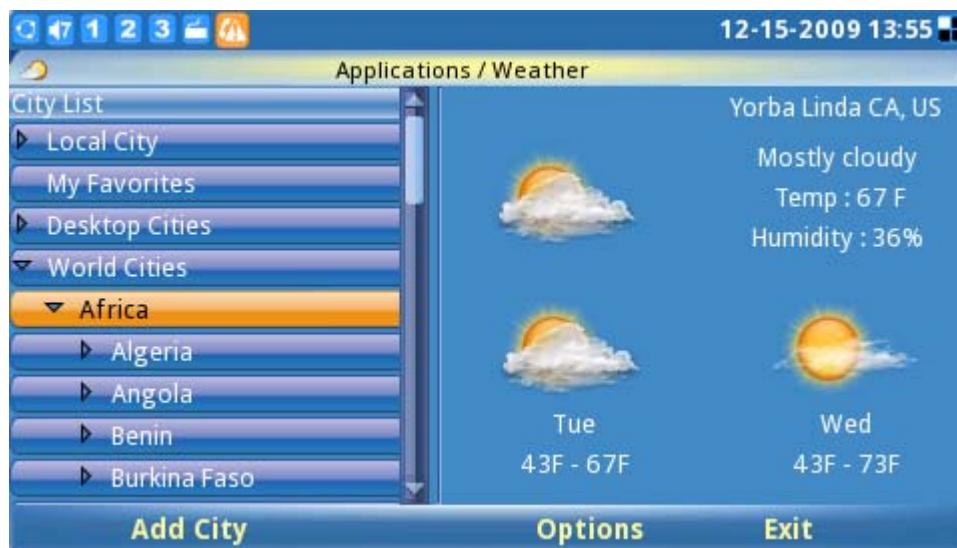 7 1 2 3 12-15-2009 13:55
Applications / Weather
City List
Local City
My Favorites
Desktop Cities
World Cities
Africa
Algeria
Angola
Benin
Burkina Faso
Yorba Linda CA, US
Mostly cloudy
Temp : 67 F
Humidity : 36%
Tue
43F - 67F
Wed
43F - 73F
Add City Options Exit